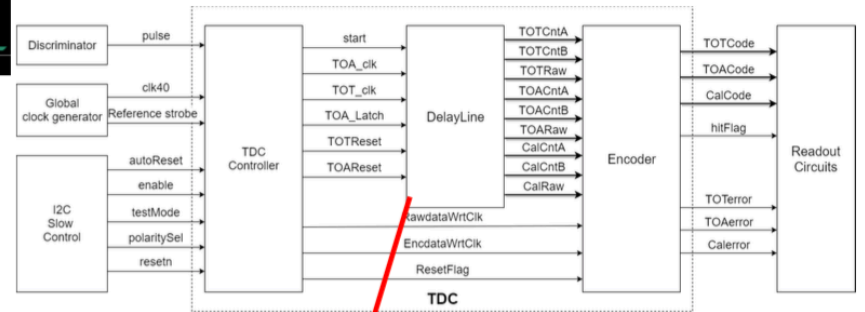 Discriminator
pulse
Global
clock generator
clk40
Reference strobe
I2C
Slow
Control
autoReset
enable
testMode
polaritySel
resetn
TDC
Controller
start
TOA_clk
TOT_clk
TOA_Latch
TOTReset
TOAReset
DelayLine
TOTCntA
TOTCntB
TOTRaw
TOACntA
TOACntB
TOARaw
CalCntA
CalCntB
CalRaw
RawdataWrtClk
EncdataWrtClk
ResetFlag
TDC
Encoder
TOTCode
TOACode
CalCode
hitFlag
TOTerror
TOAerror
Calerror
Readout
Circuits